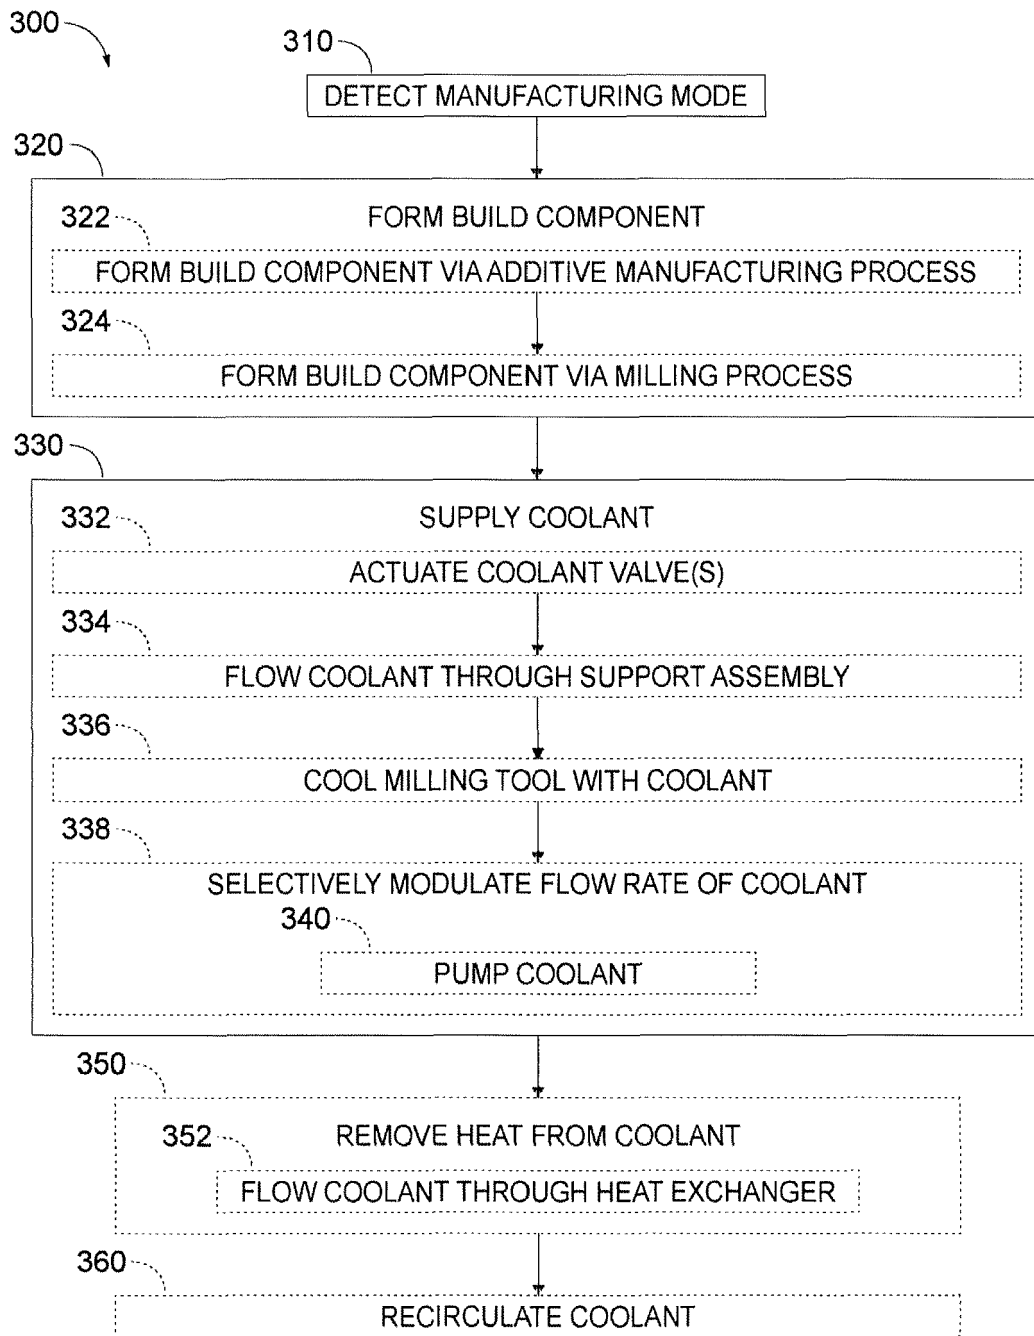 300
310
DETECT MANUFACTURING MODE
320
FORM BUILD COMPONENT
322
FORM BUILD COMPONENT VIA ADDITIVE MANUFACTURING PROCESS
324
FORM BUILD COMPONENT VIA MILLING PROCESS
330
SUPPLY COOLANT
332
ACTUATE COOLANT VALVE(S)
334
FLOW COOLANT THROUGH SUPPORT ASSEMBLY
336
COOL MILLING TOOL WITH COOLANT
338
SELECTIVELY MODULATE FLOW RATE OF COOLANT
340
PUMP COOLANT
350
REMOVE HEAT FROM COOLANT
352
FLOW COOLANT THROUGH HEAT EXCHANGER
360
RECIRCULATE COOLANT